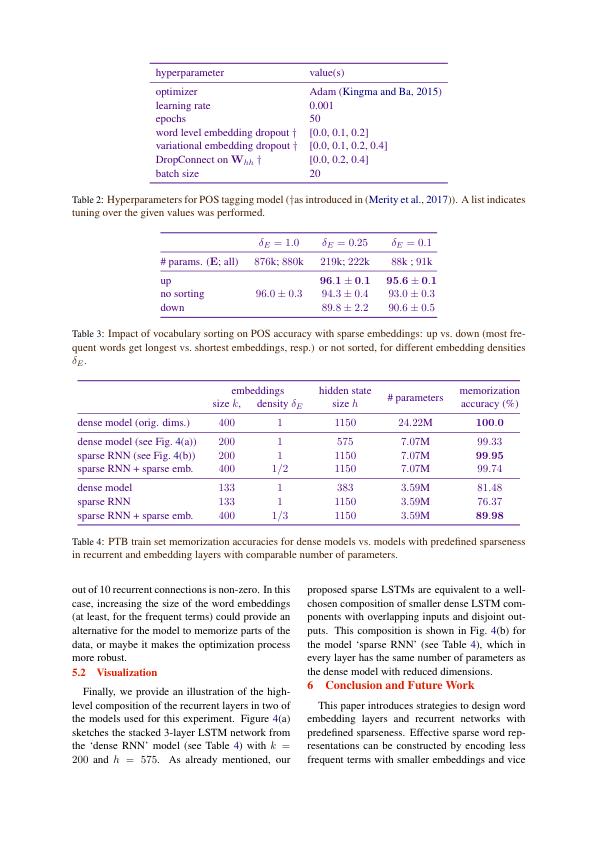 hyperparameter value(s)
optimizer Adam (Kingma and Ba, 2015)
learning rate 0.001
epochs 50
word level embedding dropout † [0.0, 0.1, 0.2]
variational embedding dropout † [0.0, 0.1, 0.2, 0.4]
DropConnect on W_hh † [0.0, 0.2, 0.4]
batch size 20
Table 2: Hyperparameters for POS tagging model (†as introduced in (Merity et al., 2017)). A list indicates
tuning over the given values was performed.
δ_E = 1.0 δ_E = 0.25 δ_E = 0.1
# params. (E; all) 876k; 880k 219k; 222k 88k ; 91k
up 96.1 ± 0.1 95.6 ± 0.1
no sorting 96.0 ± 0.3 94.3 ± 0.4 93.0 ± 0.3
down 89.8 ± 2.2 90.6 ± 0.5
Table 3: Impact of vocabulary sorting on POS accuracy with sparse embeddings: up vs. down (most fre-
quent words get longest vs. shortest embeddings, resp.) or not sorted, for different embedding densities
δ_E.
embeddings hidden state # parameters memorization
size k, density δ_E size h accuracy (%)
dense model (orig. dims.) 400 1 1150 24.22M 100.0
dense model (see Fig. 4(a)) 200 1 575 7.07M 99.33
sparse RNN (see Fig. 4(b)) 200 1 1150 7.07M 99.95
sparse RNN + sparse emb. 400 1/2 1150 7.07M 99.74
dense model 133 1 383 3.59M 81.48
sparse RNN 133 1 1150 3.59M 76.37
sparse RNN + sparse emb. 400 1/3 1150 3.59M 89.98
Table 4: PTB train set memorization accuracies for dense models vs. models with predefined sparseness
in recurrent and embedding layers with comparable number of parameters.
out of 10 recurrent connections is non-zero. In this
case, increasing the size of the word embeddings
(at least, for the frequent terms) could provide an
alternative for the model to memorize parts of the
data, or maybe it makes the optimization process
more robust.
5.2 Visualization
Finally, we provide an illustration of the high-
level composition of the recurrent layers in two of
the models used for this experiment. Figure 4(a)
sketches the stacked 3-layer LSTM network from
the ‘dense RNN’ model (see Table 4) with k =
200 and h = 575. As already mentioned, our
proposed sparse LSTMs are equivalent to a well-
chosen composition of smaller dense LSTM com-
ponents with overlapping inputs and disjoint out-
puts. This composition is shown in Fig. 4(b) for
the model ‘sparse RNN’ (see Table 4), which in
every layer has the same number of parameters as
the dense model with reduced dimensions.
6 Conclusion and Future Work
This paper introduces strategies to design word
embedding layers and recurrent networks with
predefined sparseness. Effective sparse word rep-
resentations can be constructed by encoding less
frequent terms with smaller embeddings and vice